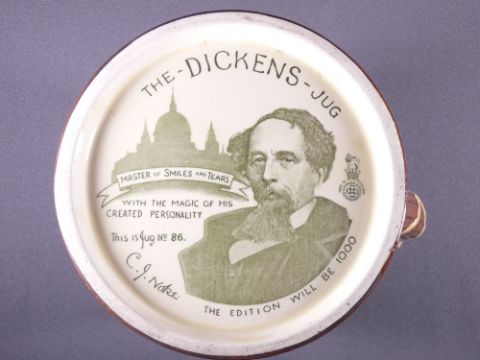 THE-DICKENS-JUG
MASTER OF SMILES AND TEARS
WITH THE MAGIC OF HIS
CREATED PERSONALITY
This is Jug No 86.
C.J. Noke.
THE EDITION WILL BE 1000